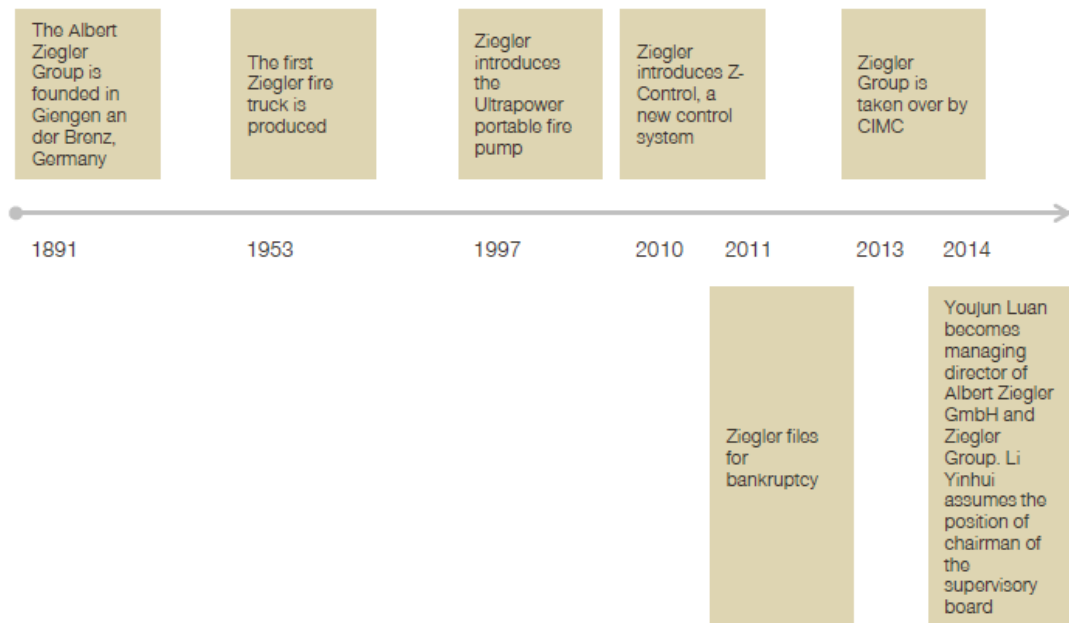 The Albert
Ziegler
Group is
founded in
Giengen an
der Brenz,
Germany
The first
Ziegler fire
truck is
produced
Ziegler
introduces
the
Ultrapower
portable fire
pump
Ziegler
introduces Z-
Control, a
new control
system
Ziegler
Group is
taken over by
CIMC
1891
1953
1997
2010
2011
2013
2014
Ziegler files
for
bankruptcy
Youjun Luan
becomes
managing
director of
Albert Ziegler
GmbH and
Ziegler
Group. Li
Yinhui
assumes the
position of
chairman of
the
supervisory
board